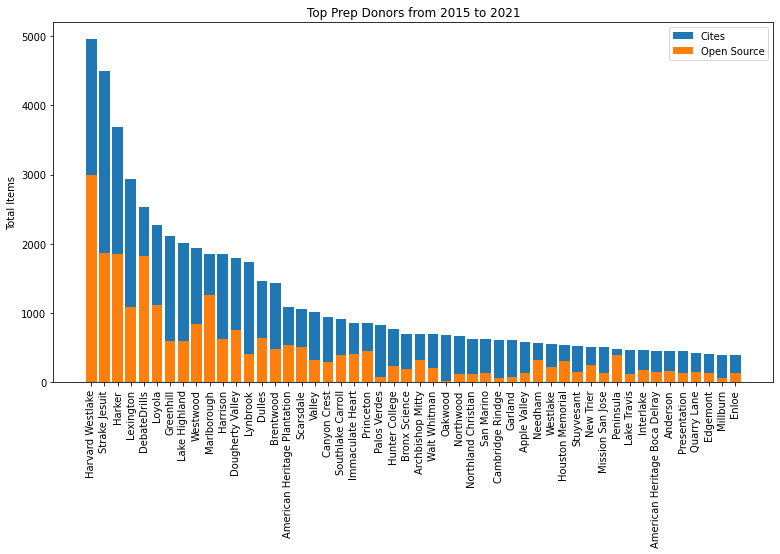 Top Prep Donors from 2015 to 2021
Cites
Open Source
Total Items
5000
4000
3000
2000
1000
0
Harvard Westlake
Strake Jesuit
Harker
Lexington
DebateDrills
Loyola
Greenhill
Lake Highland
Westwood
Marlborough
Harrison
Dougherty Valley
Lynbrook
Dulles
Brentwood
American Heritage Plantation
Scarsdale
Valley
Canyon Crest
Southlake Carroll
Immaculate Heart
Princeton
Palos Verdes
Hunter College
Bronx Science
Archbishop Mitty
Walt Whitman
Oakwood
Northwood
Northland Christian
San Marino
Cambridge Rindge
Garland
Apple Valley
Needham
Westlake
Houston Memorial
Stuyvesant
New Trier
Mission San Jose
Peninsula
Lake Travis
Interlake
American Heritage Boca Delray
Anderson
Presentation
Quarry Lane
Edgemont
Millburn
Enloe